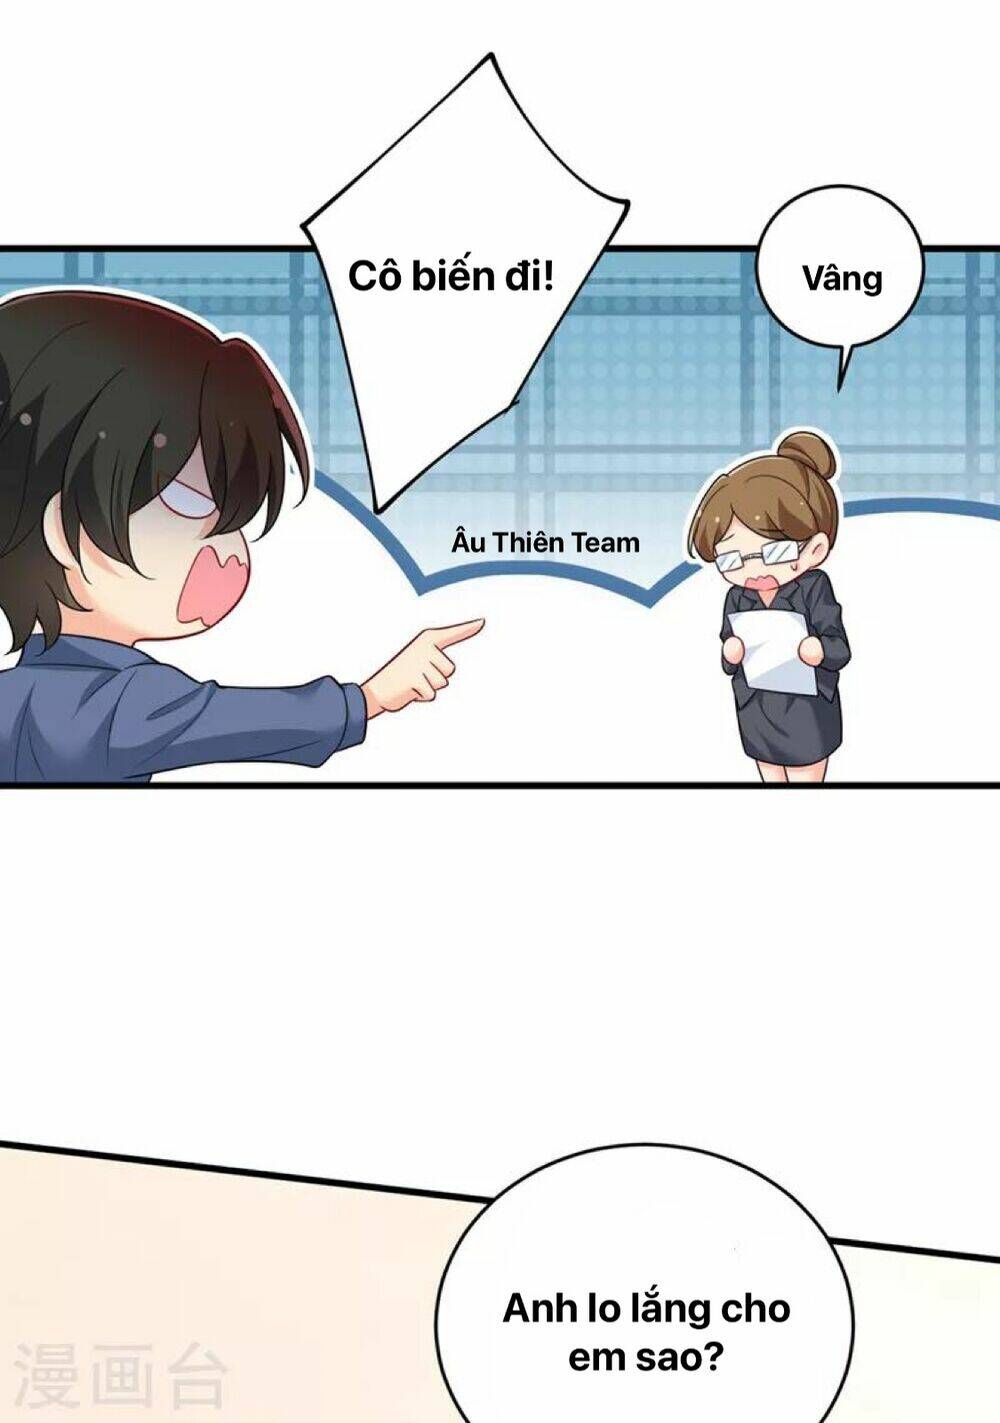 Cô biến đi!
Vâng
Âu Thiên Team
Anh lo lắng cho
em sao?
漫画台